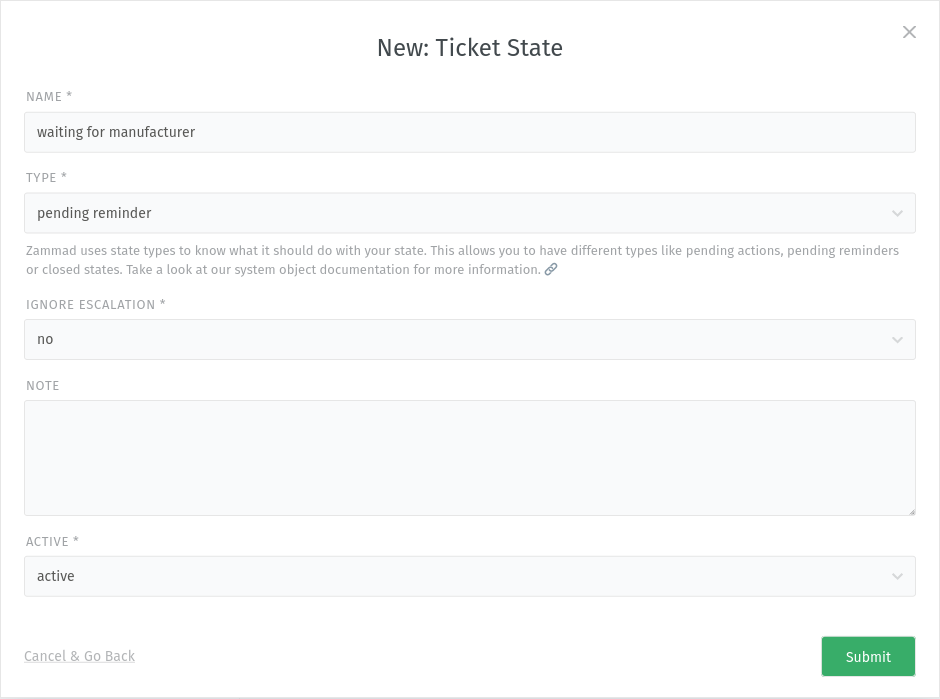 New: Ticket State
NAME *
waiting for manufacturer
TYPE *
pending reminder
Zammad uses state types to know what it should do with your state. This allows you to have different types like pending actions, pending reminders
or closed states. Take a look at our system object documentation for more information.
IGNORE ESCALATION *
no
NOTE
ACTIVE *
active
Cancel & Go Back
Submit